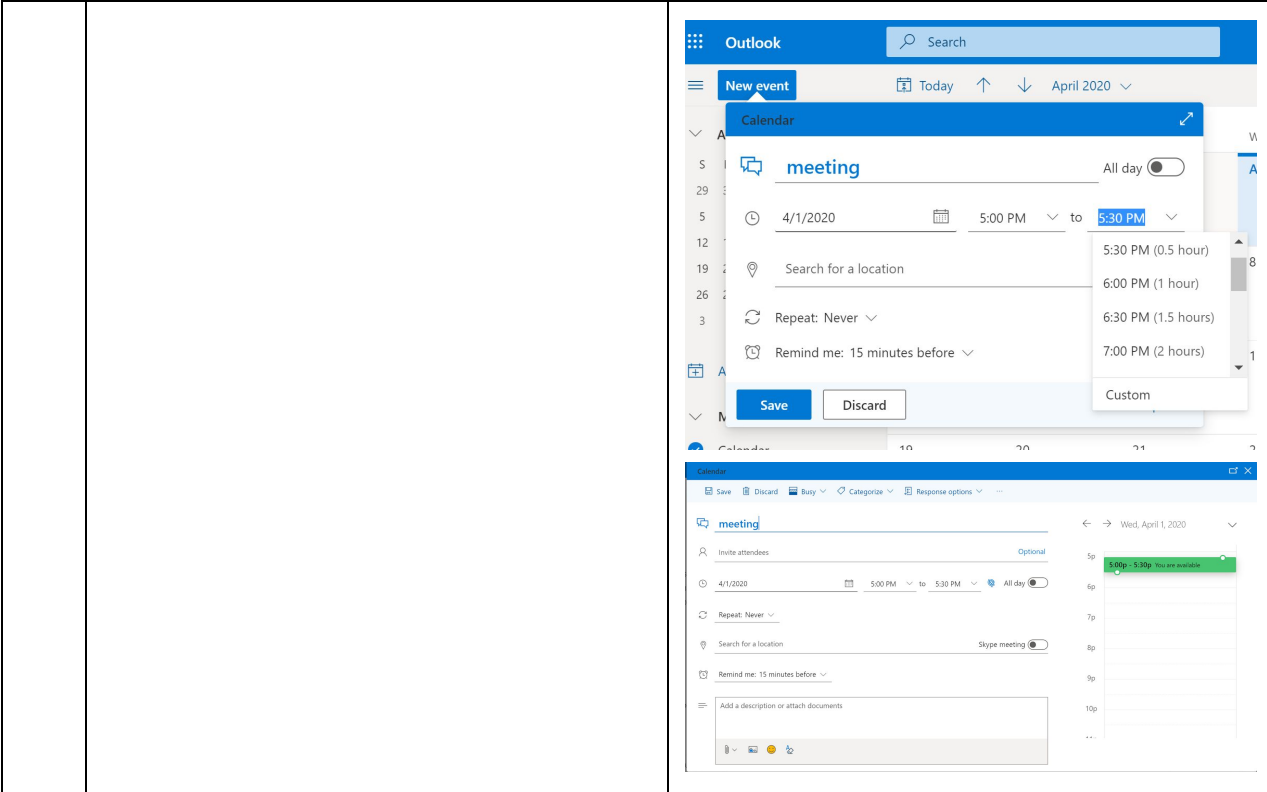 Outlook
Search
New event
Today
April 2020
Calendar
meeting
All day
S
29
4/1/2020
5:00 PM
to
5:30 PM
5
12
5:30 PM (0.5 hour)
19
Search for a location
8
26
6:00 PM (1 hour)
3
Repeat: Never
6:30 PM (1.5 hours)
Remind me: 15 minutes before
7:00 PM (2 hours)
Custom
Save
Discard
Calendar
19
20
21
Calendar
Save
Discard
Busy
Categorize
Response options
meeting
Wed, April 1, 2020
Invite attendees
Optional
5p
5:00p - 5:30p You are available
4/1/2020
5:00 PM
to
5:30 PM
All day
6p
Repeat: Never
7p
Search for a location
Skype meeting
8p
Remind me: 15 minutes before
9p
Add a description or attach documents
10p